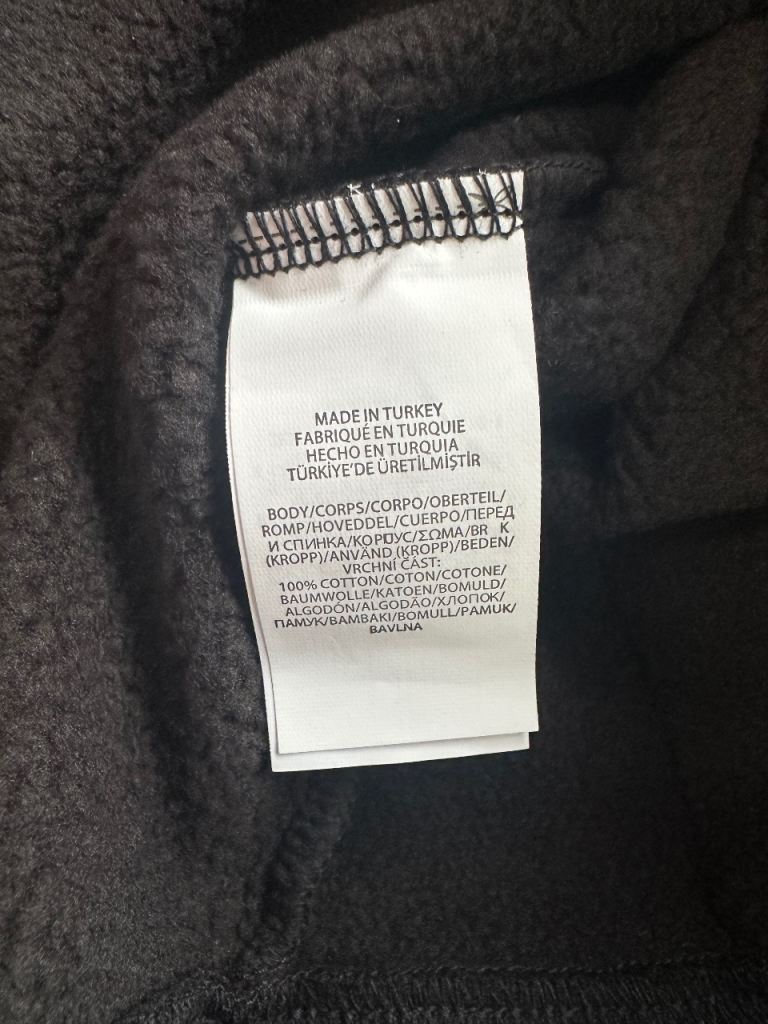 MADE IN TURKEY
FABRIQUÉ EN TURQUIE
HECHO EN TURQUIA
TÜRKİYE'DE ÜRETİLMİŞTİR
BODY/CORPS/CORPO/OBERTEIL/
ROMP/HOVEDDEL/CUERPO/ПЕРЕД
И СПИНКА/КОРПУС/ΣΩΜΑ/BR K
(KROPP)/ANVÄND (KROPP)/BEDEN/
VRCHNÍ ČÁST:
100% COTTON/COTON/COTONE/
BAUMWOLLE/KATOEN/BOMULD/
ALGODÓN/ALGODÃO/ХЛОПОК/
ПАМУК/BAMBAKI/BOMULL/PAMUK/
BAVLNA